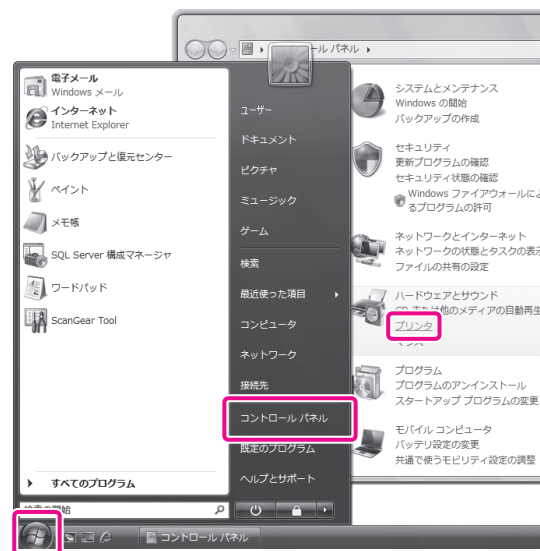 ール パネル
電子メール
Windows メール
インターネット
Internet Explorer
バックアップと復元センター
ペイント
メモ帳
SQL Server 構成マネージャ
ワードパッド
ScanGear Tool
すべてのプログラム
の開始
ユーザー
ドキュメント
ピクチャ
ミュージック
ゲーム
検索
最近使った項目
コンピュータ
ネットワーク
接続先
コントロール パネル
既定のプログラム
ヘルプとサポート
システムとメンテナンス
Windows の開始
バックアップの作成
セキュリティ
更新プログラムの確認
セキュリティ状態の確認
Windows ファイアウォールによ
るプログラムの許可
ネットワークとインターネット
ネットワークの状態とタスクの表示
ファイルの共有の設定
ハードウェアとサウンド
CD または他のメディアの自動再生
プリンタ
プログラム
プログラムのアンインストール
スタートアップ プログラムの変更
モバイル コンピュータ
バッテリ設定の変更
共通で使うモビリティ設定の調整
コントロール パネル